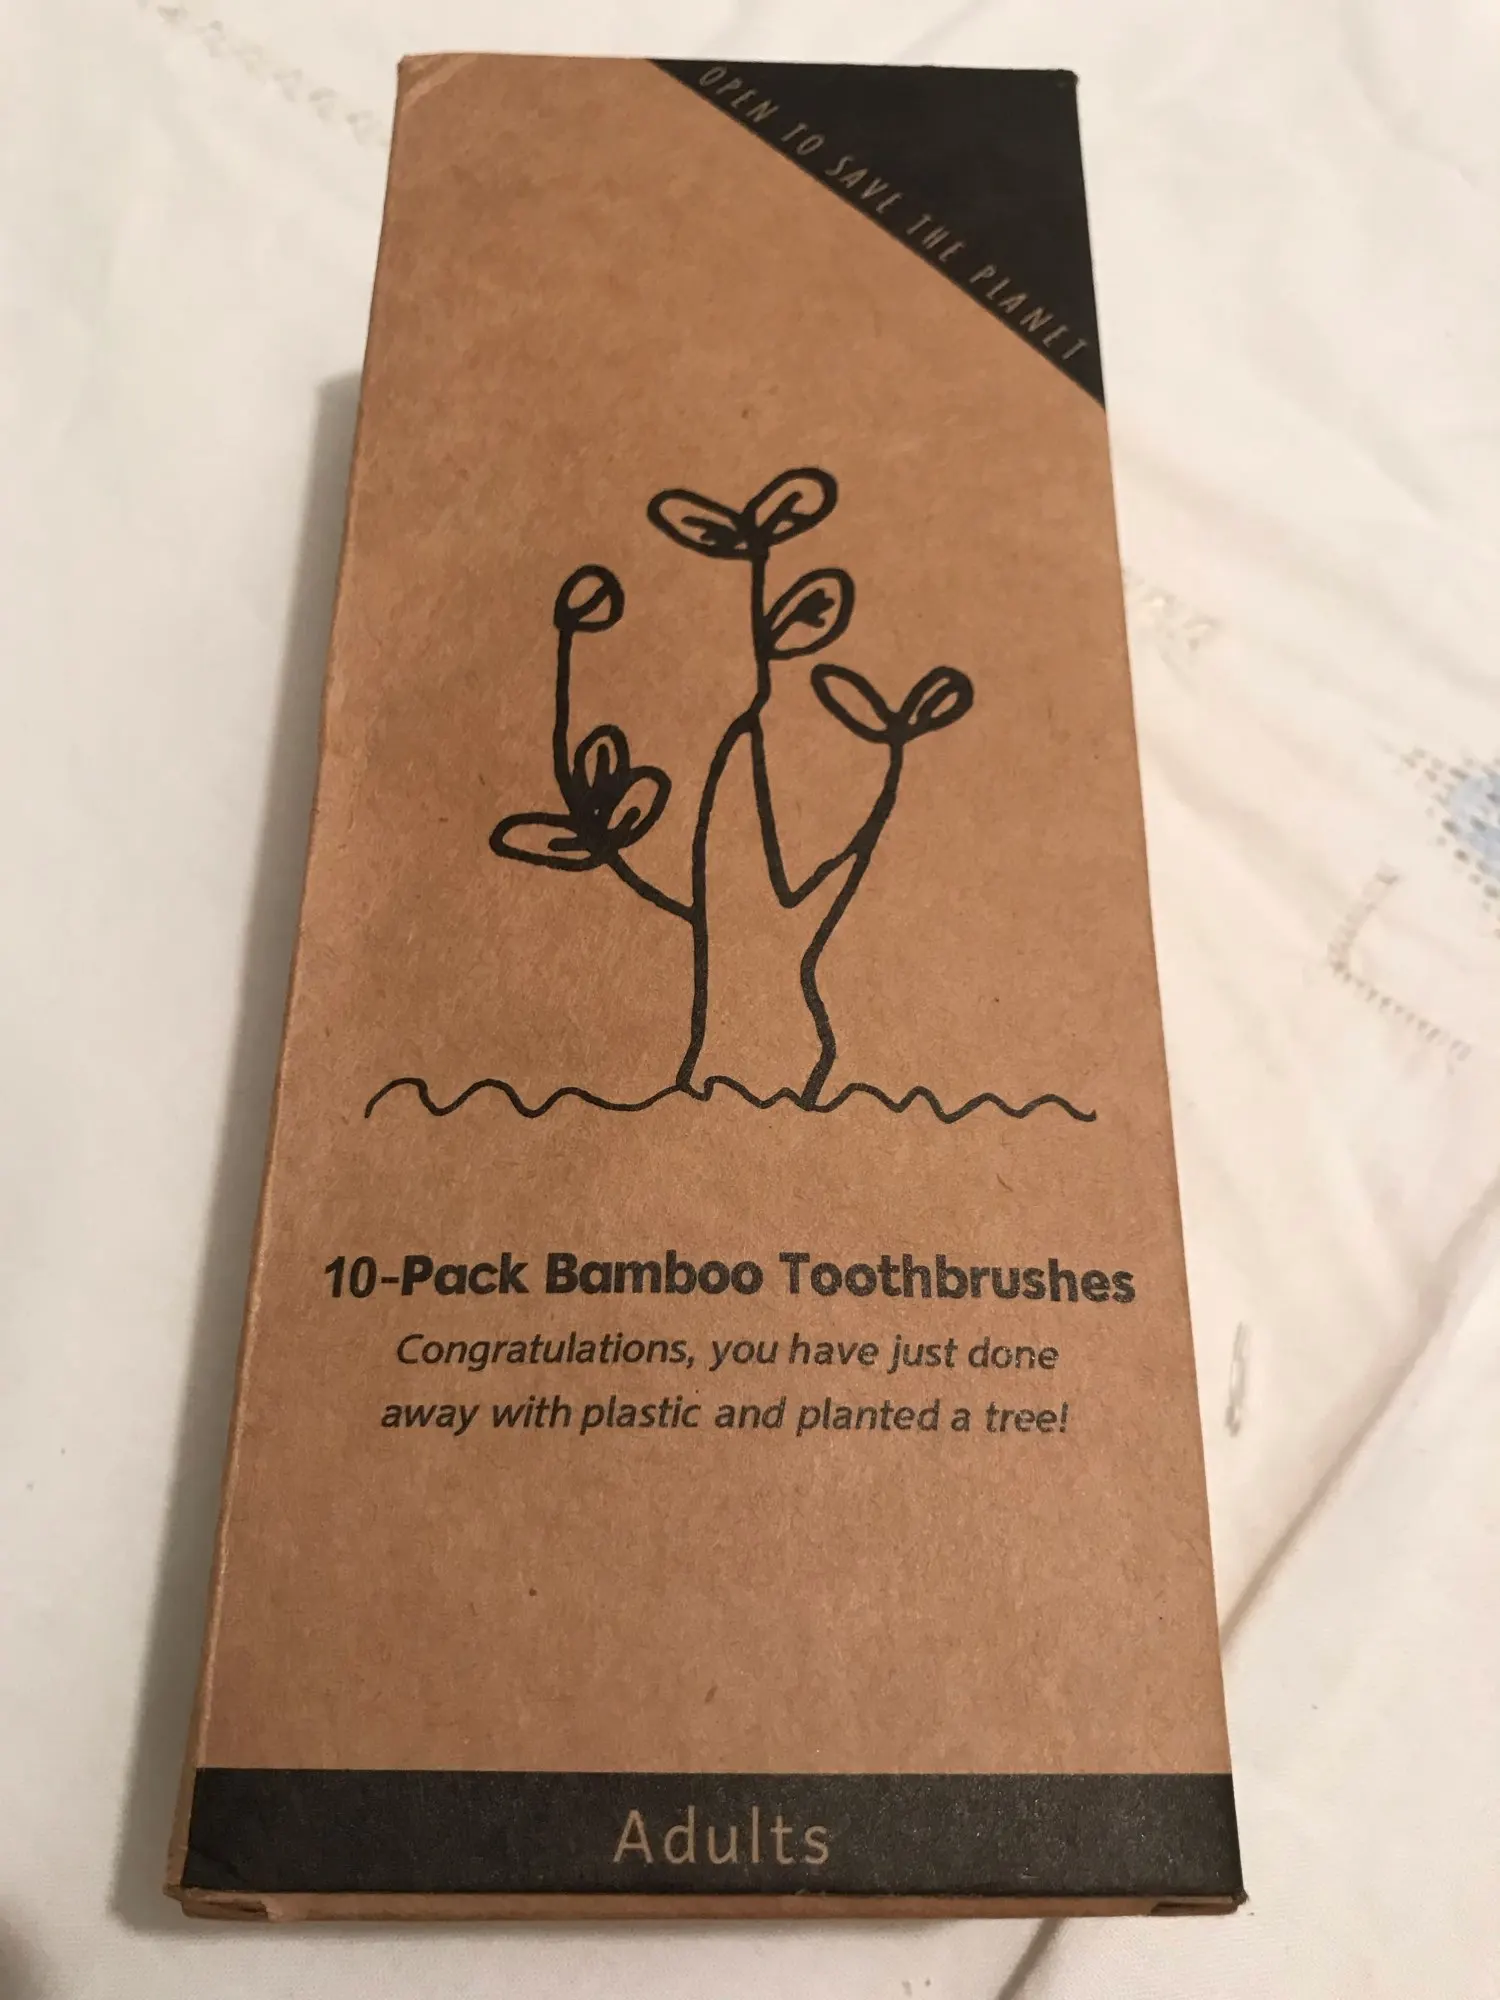 OPEN TO SAVE THE PLANET
10-Pack Bamboo Toothbrushes
Congratulations, you have just done
away with plastic and planted a tree!
Adults